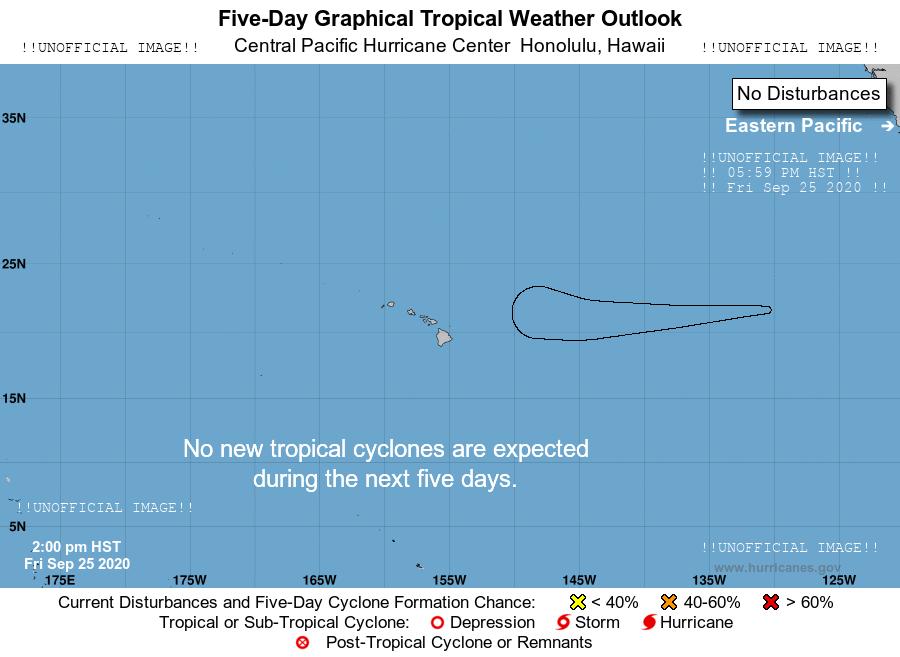 Five-Day Graphical Tropical Weather Outlook
!!UNOFFICIAL IMAGE!! Central Pacific Hurricane Center Honolulu, Hawaii !!UNOFFICIAL IMAGE!!
No Disturbances
35N
Eastern Pacific ➔
!!UNOFFICIAL IMAGE!!
!! 05:59 PM HST !!
!! Fri Sep 25 2020 !!
25N
15N
No new tropical cyclones are expected
during the next five days.
!!UNOFFICIAL IMAGE!!
5N
2:00 pm HST
Fri Sep 25 2020
!!UNOFFICIAL IMAGE!!
www.hurricanes.gov
175E 175W 165W 155W 145W 135W 125W
Current Disturbances and Five-Day Cyclone Formation Chance: < 40% 40-60% > 60%
Tropical or Sub-Tropical Cyclone: Depression Storm Hurricane
Post-Tropical Cyclone or Remnants